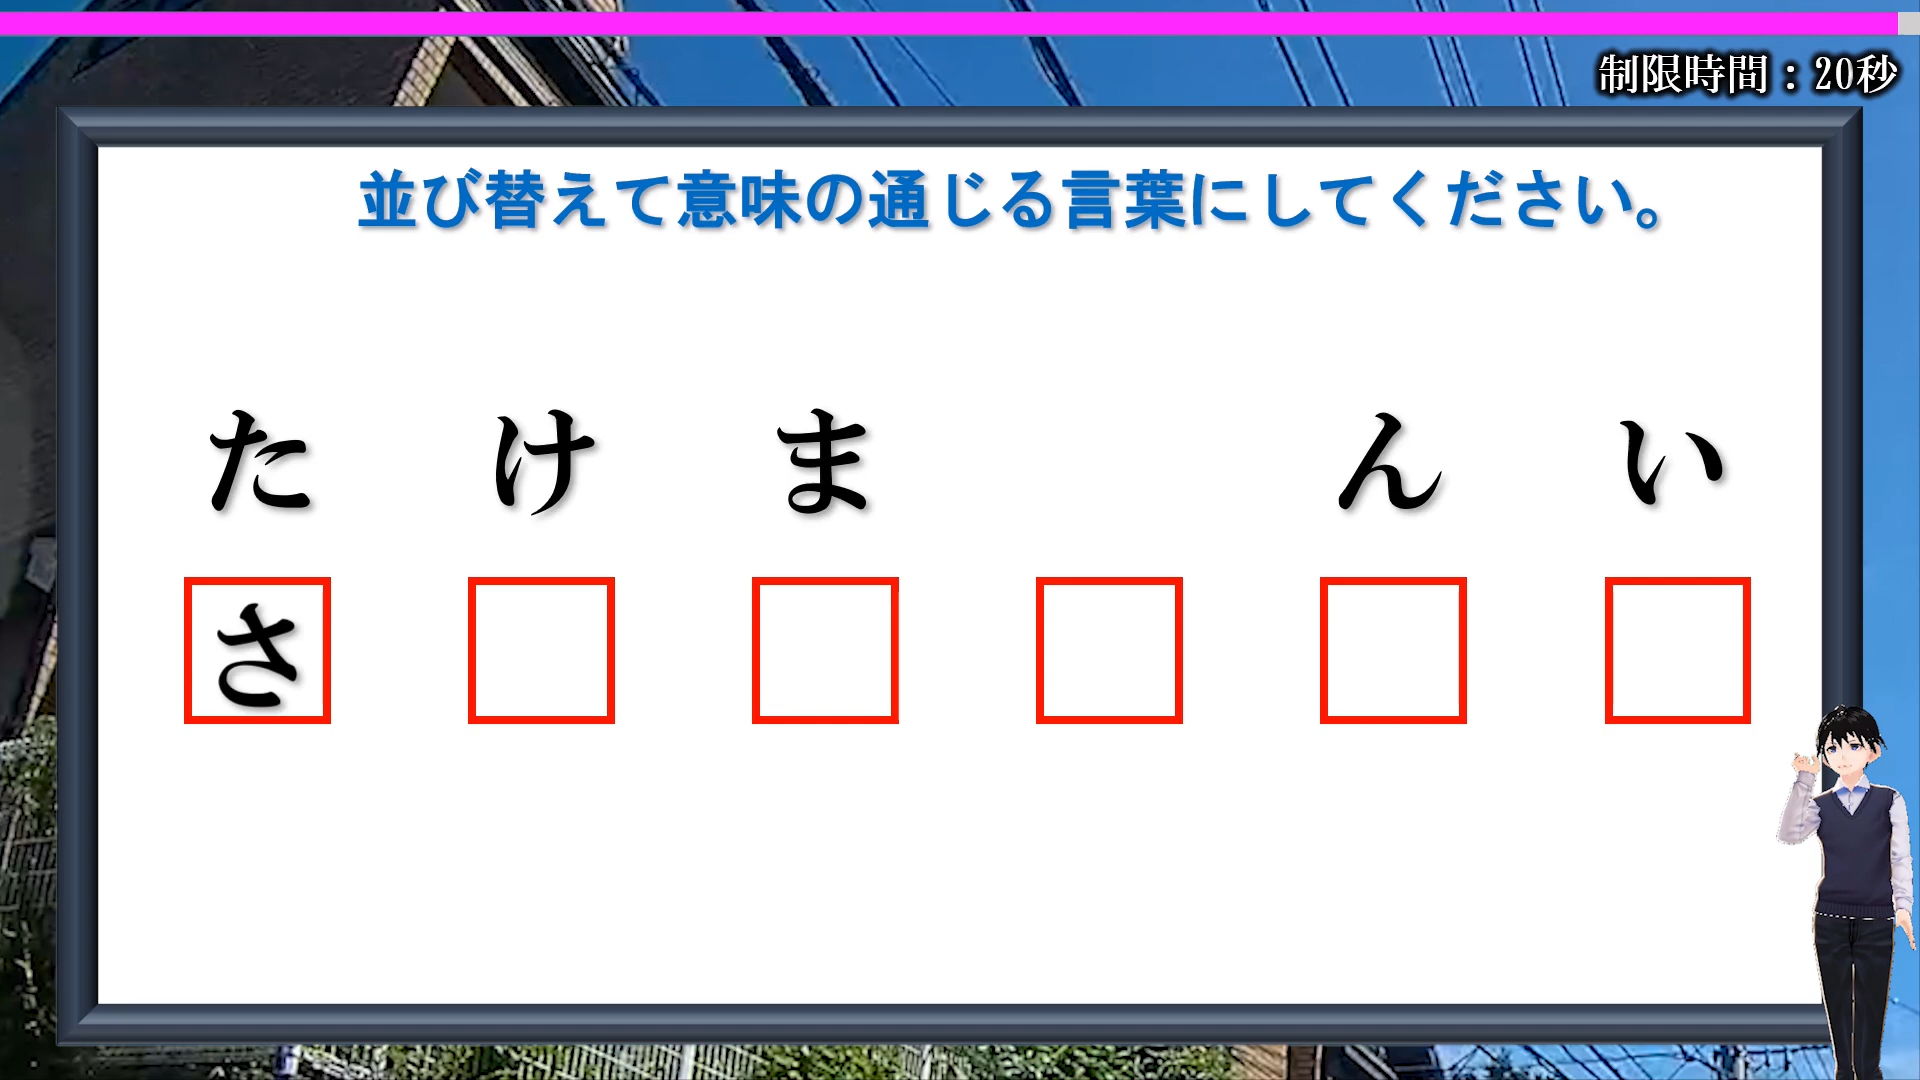 制限時間：20秒
並び替えて意味の通じる言葉にしてください。
た け ま ん い
さ